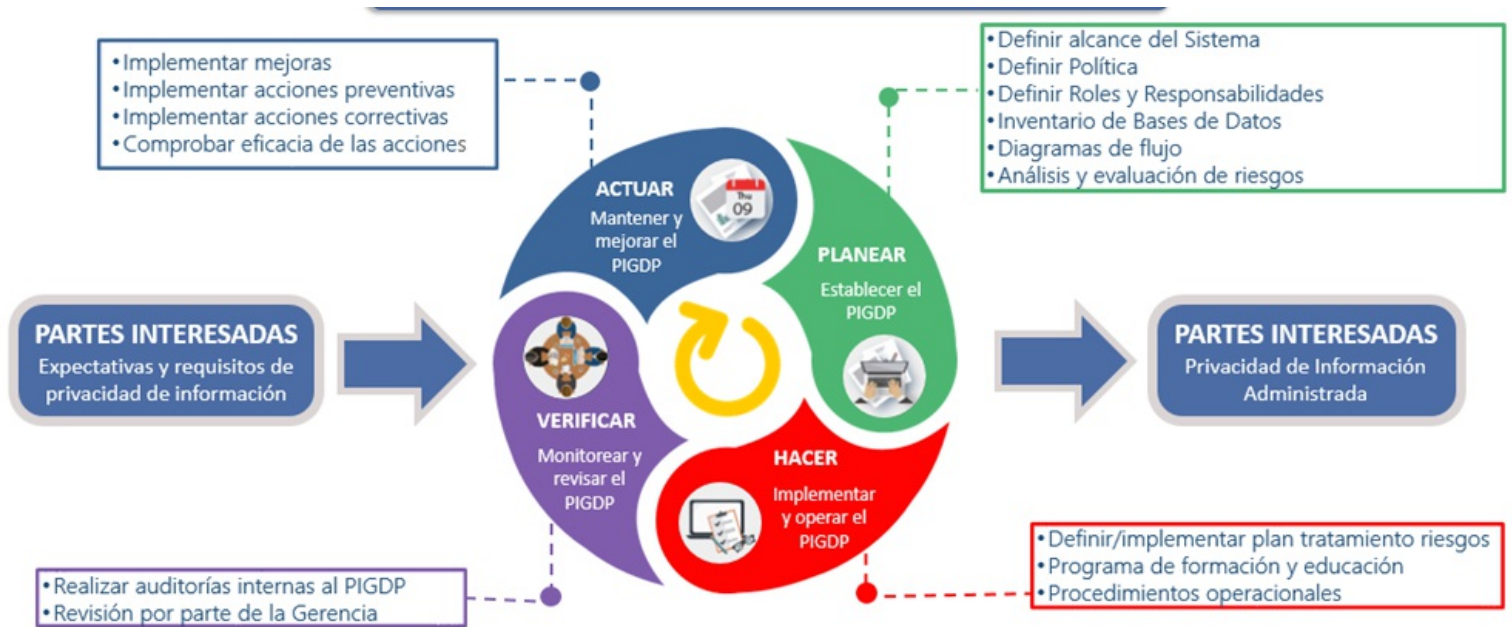 •Implementar mejoras
•Implementar acciones preventivas
•Implementar acciones correctivas
•Comprobar eficacia de las acciones
•Definir alcance del Sistema
•Definir Política
•Definir Roles y Responsabilidades
•Inventario de Bases de Datos
•Diagramas de flujo
•Análisis y evaluación de riesgos
ACTUAR
Mantener y
mejorar el
PIGDP
Thu
09
PLANEAR
Establecer el
PIGDP
PARTES INTERESADAS
Expectativas y requisitos de
privacidad de información
PARTES INTERESADAS
Privacidad de Información
Administrada
VERIFICAR
Monitorear y
revisar el
PIGDP
HACER
Implementar
y operar el
PIGDP
•Realizar auditorías internas al PIGDP
•Revisión por parte de la Gerencia
•Definir/implementar plan tratamiento riesgos
•Programa de formación y educación
•Procedimientos operacionales